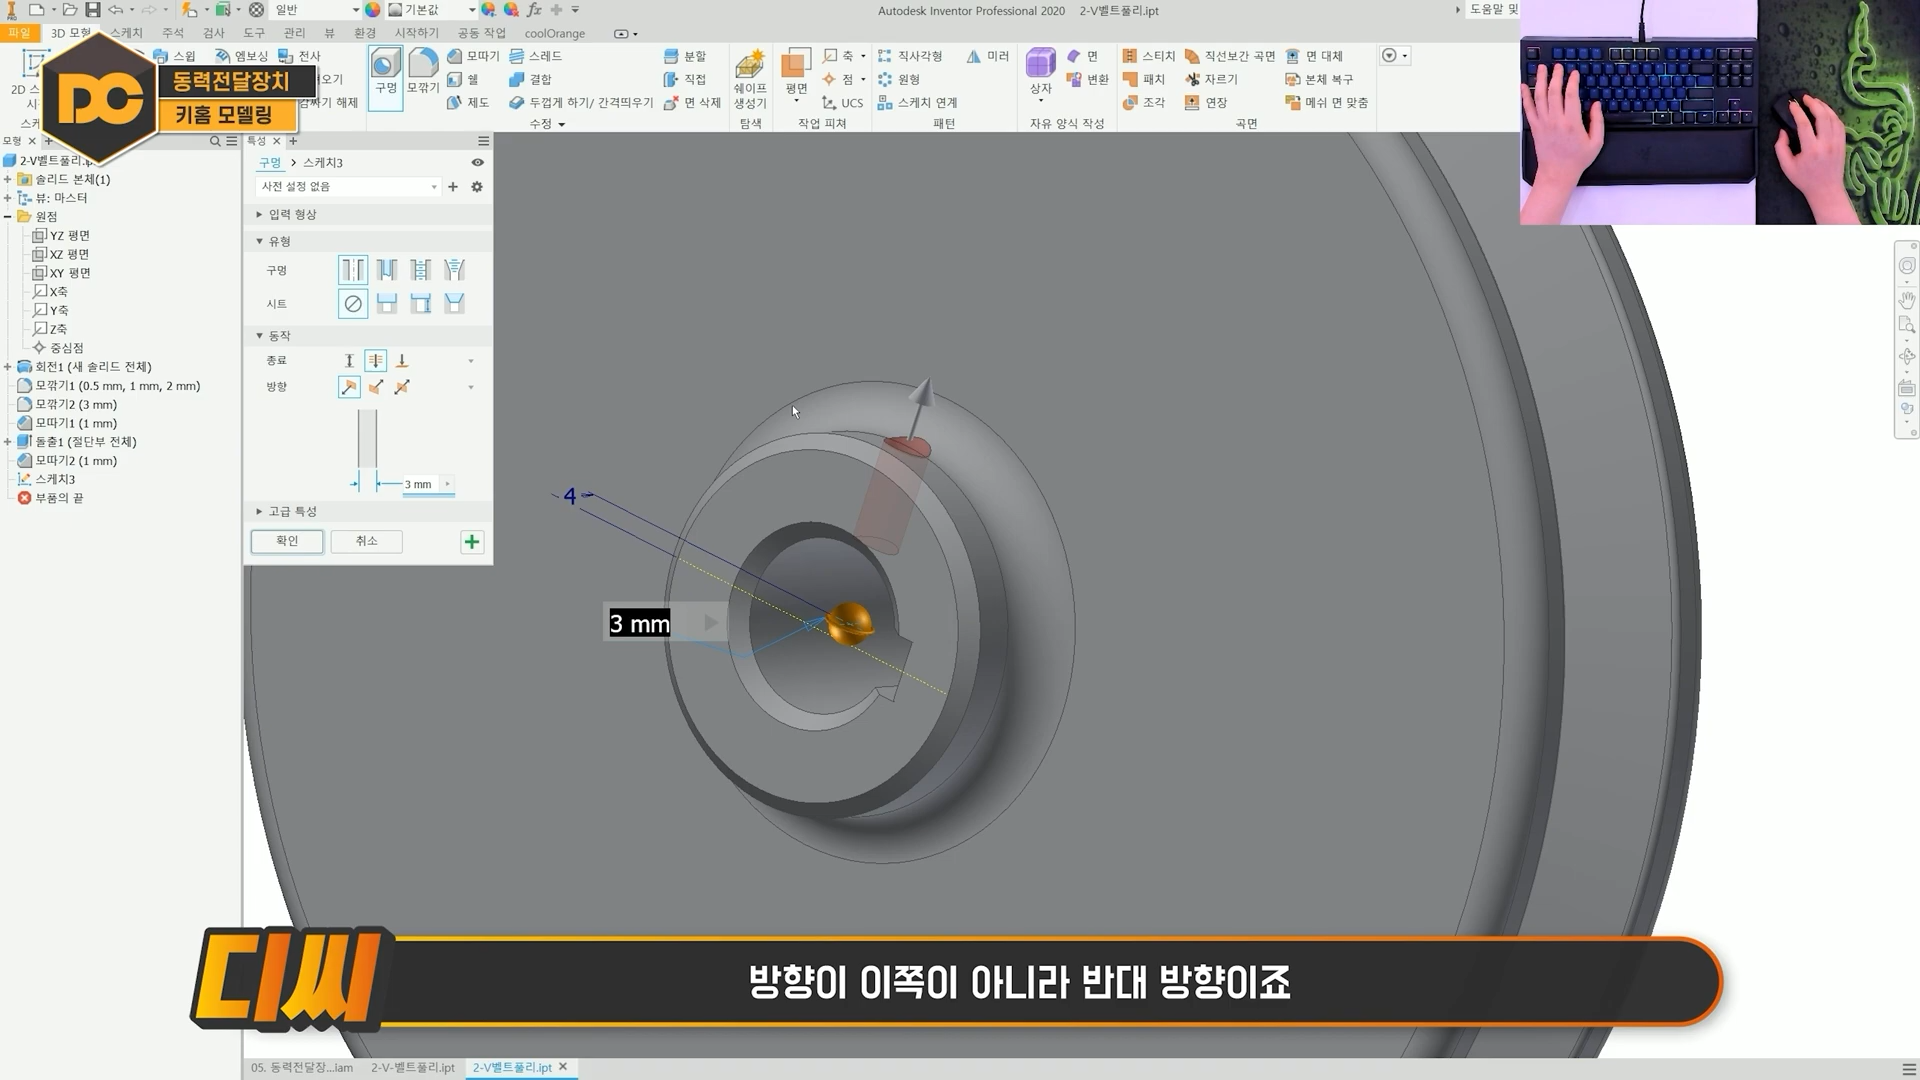 일반
기본값
Autodesk Inventor Professional 2020 2-V벨트풀리.ipt
도움말 및
파일 3D 모형 스케치 주석 검사 도구 관리 뷰 환경 시작하기 공동 작업 coolOrange
DC
동력전달장치
키홈 모델링
스윕 엠보싱 전사
구멍 모깎기
모따기 스레드
쉘 결합
제도 두껍게 하기/ 간격띄우기
분할
직접
면 삭제
수정
쉐이프
생성기
탐색
평면
축
점
UCS
작업 피쳐
직사각형 미러
원형
스케치 연계
패턴
상자
면
변환
자유 양식 작성
스티치 직선보간 곡면 면 대체
패치 자르기 본체 복구
조각 연장 메쉬 면 맞춤
곡면
모형
2-V벨트풀리.ip
솔리드 본체(1)
뷰: 마스터
원점
YZ 평면
XZ 평면
XY 평면
X축
Y축
Z축
중심점
회전1 (새 솔리드 전체)
모깎기1 (0.5 mm, 1 mm, 2 mm)
모깎기2 (3 mm)
모따기1 (1 mm)
돌출1 (절단부 전체)
모따기2 (1 mm)
스케치3
부품의 끝
특성
구멍 > 스케치3
사전 설정 없음
입력 형상
유형
구멍
시트
동작
종료
방향
3 mm
고급 특성
확인 취소
4
3 mm
디씨
방향이 이쪽이 아니라 반대 방향이죠
05. 동력전달장...iam 2-V-벨트풀리.ipt 2-V벨트풀리.ipt